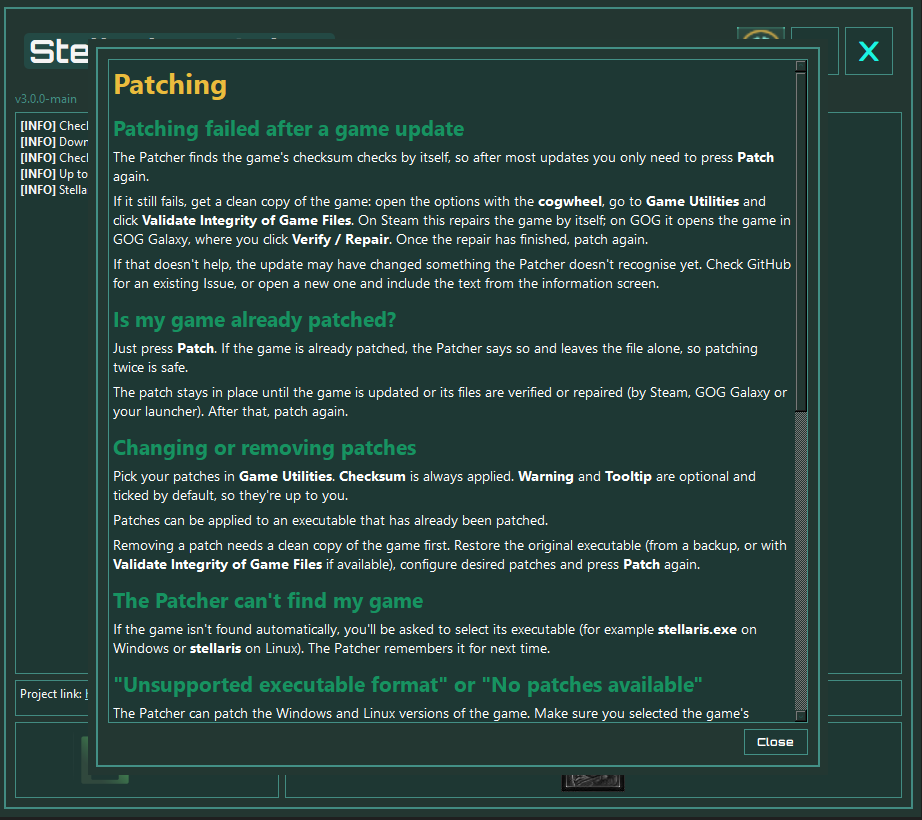 Ste
X
v3.0.0-main
[INFO] Chec
[INFO] Down
[INFO] Chec
[INFO] Up to
[INFO] Stella
Patching
Patching failed after a game update
The Patcher finds the game's checksum checks by itself, so after most updates you only need to press Patch
again.
If it still fails, get a clean copy of the game: open the options with the cogwheel, go to Game Utilities and
click Validate Integrity of Game Files. On Steam this repairs the game by itself; on GOG it opens the game in
GOG Galaxy, where you click Verify / Repair. Once the repair has finished, patch again.
If that doesn't help, the update may have changed something the Patcher doesn't recognise yet. Check GitHub
for an existing Issue, or open a new one and include the text from the information screen.
Is my game already patched?
Just press Patch. If the game is already patched, the Patcher says so and leaves the file alone, so patching
twice is safe.
The patch stays in place until the game is updated or its files are verified or repaired (by Steam, GOG Galaxy or
your launcher). After that, patch again.
Changing or removing patches
Pick your patches in Game Utilities. Checksum is always applied. Warning and Tooltip are optional and
ticked by default, so they're up to you.
Patches can be applied to an executable that has already been patched.
Removing a patch needs a clean copy of the game first. Restore the original executable (from a backup, or with
Validate Integrity of Game Files if available), configure desired patches and press Patch again.
The Patcher can't find my game
If the game isn't found automatically, you'll be asked to select its executable (for example stellaris.exe on
Windows or stellaris on Linux). The Patcher remembers it for next time.
"Unsupported executable format" or "No patches available"
The Patcher can patch the Windows and Linux versions of the game. Make sure you selected the game's
Project link:
Close